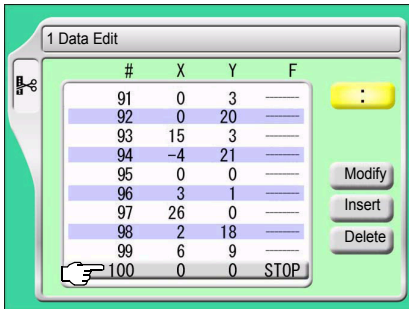 1 Data Edit
# X Y F
91 0 3 -------
92 0 20 -------
93 15 3 -------
94 −4 21 -------
95 0 0 -------
96 3 1 -------
97 26 0 -------
98 2 18 -------
99 6 9 -------
100 0 0 STOP
:
Modify
Insert
Delete